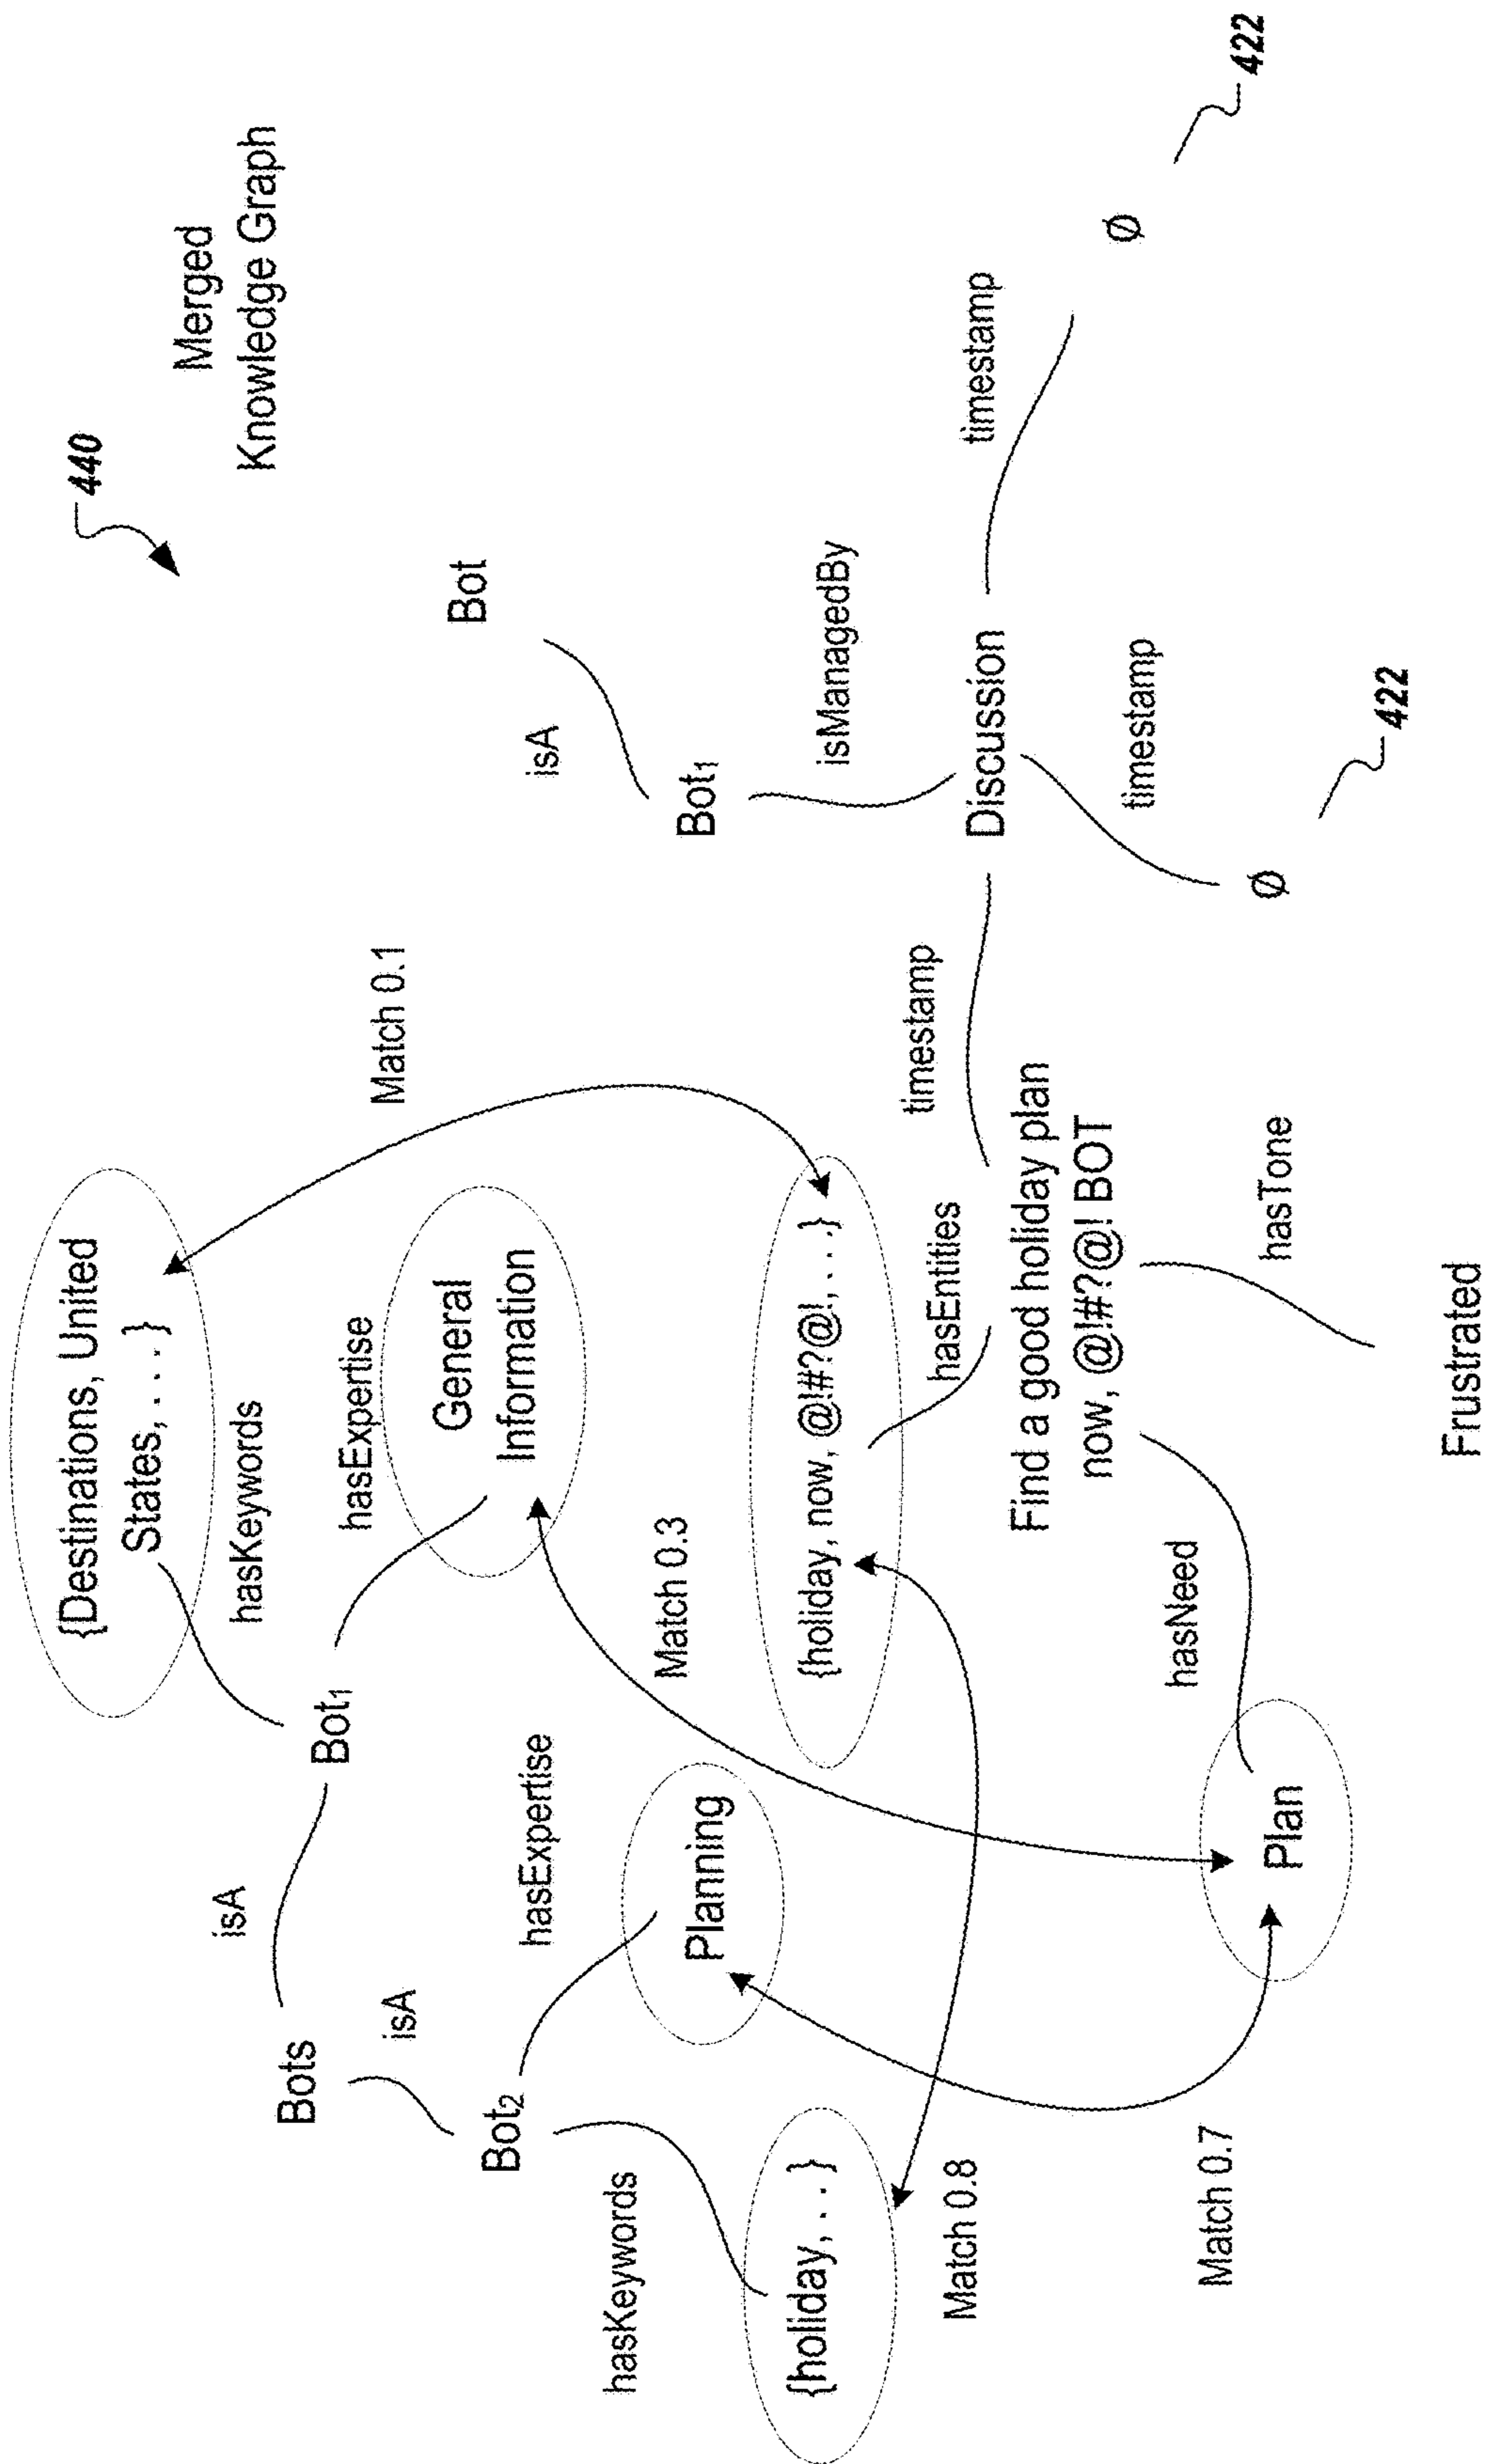 {Destinations, United
States, . . . .}
440
Merged
Knowledge Graph
isA
hasKeywords
Bots
Bot₁
hasExpertise
Match 0.1
isA
General
Information
Bot
Bot₂
hasExpertise
isA
hasKeywords
Match 0.3
Bot₁
Planning
{holiday, . . }
{holiday, now, @!#?@!, . . .}
isManagedBy
timestamp
hasEntities
Match 0.8
timestamp
Discussion
Find a good holiday plan
now, @!#?@! BOT
Ø
timestamp
hasNeed
Match 0.7
422
Plan
hasTone
Ø
422
Frustrated